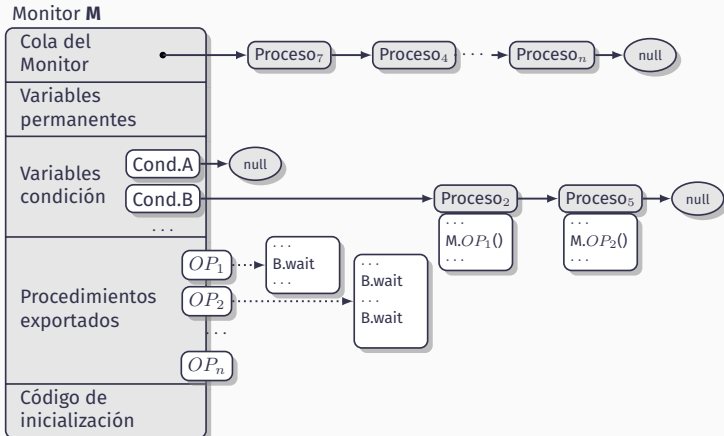 Monitor M
Cola del
Monitor
Proceso₇
Proceso₄
···
Procesoₙ
null
Variables
permanentes
Variables
condición
Cond.A
null
Cond.B
Proceso₂
Proceso₅
null
···
···
M.OP₁()
···
···
M.OP₂()
···
Procedimientos
exportados
OP₁
···
B.wait
···
OP₂
···
B.wait
···
B.wait
···
OPₙ
Código de
inicialización